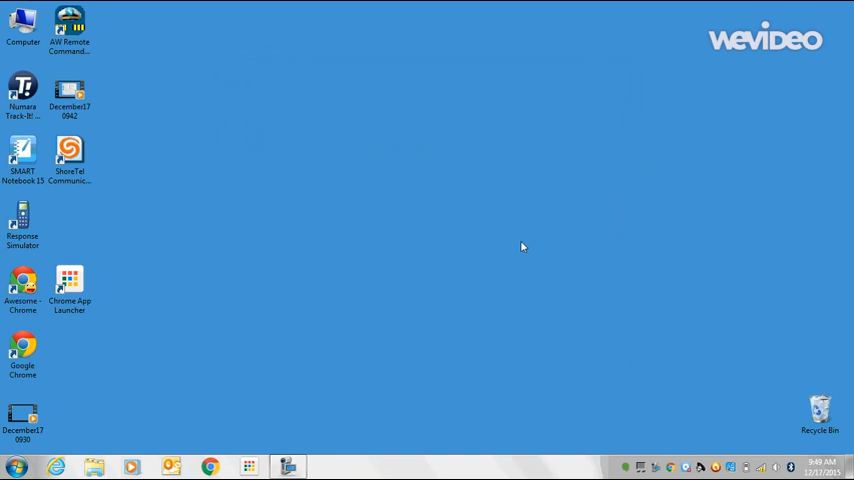 Computer
AW Remote
Command...
wevideo
Numara
Track-It! ...
December17
0942
SMART
Notebook 15
ShoreTel
Communic...
Response
Simulator
Awesome -
Chrome
Chrome App
Launcher
Google
Chrome
December17
0930
Recycle Bin
9:49 AM
12/17/2015